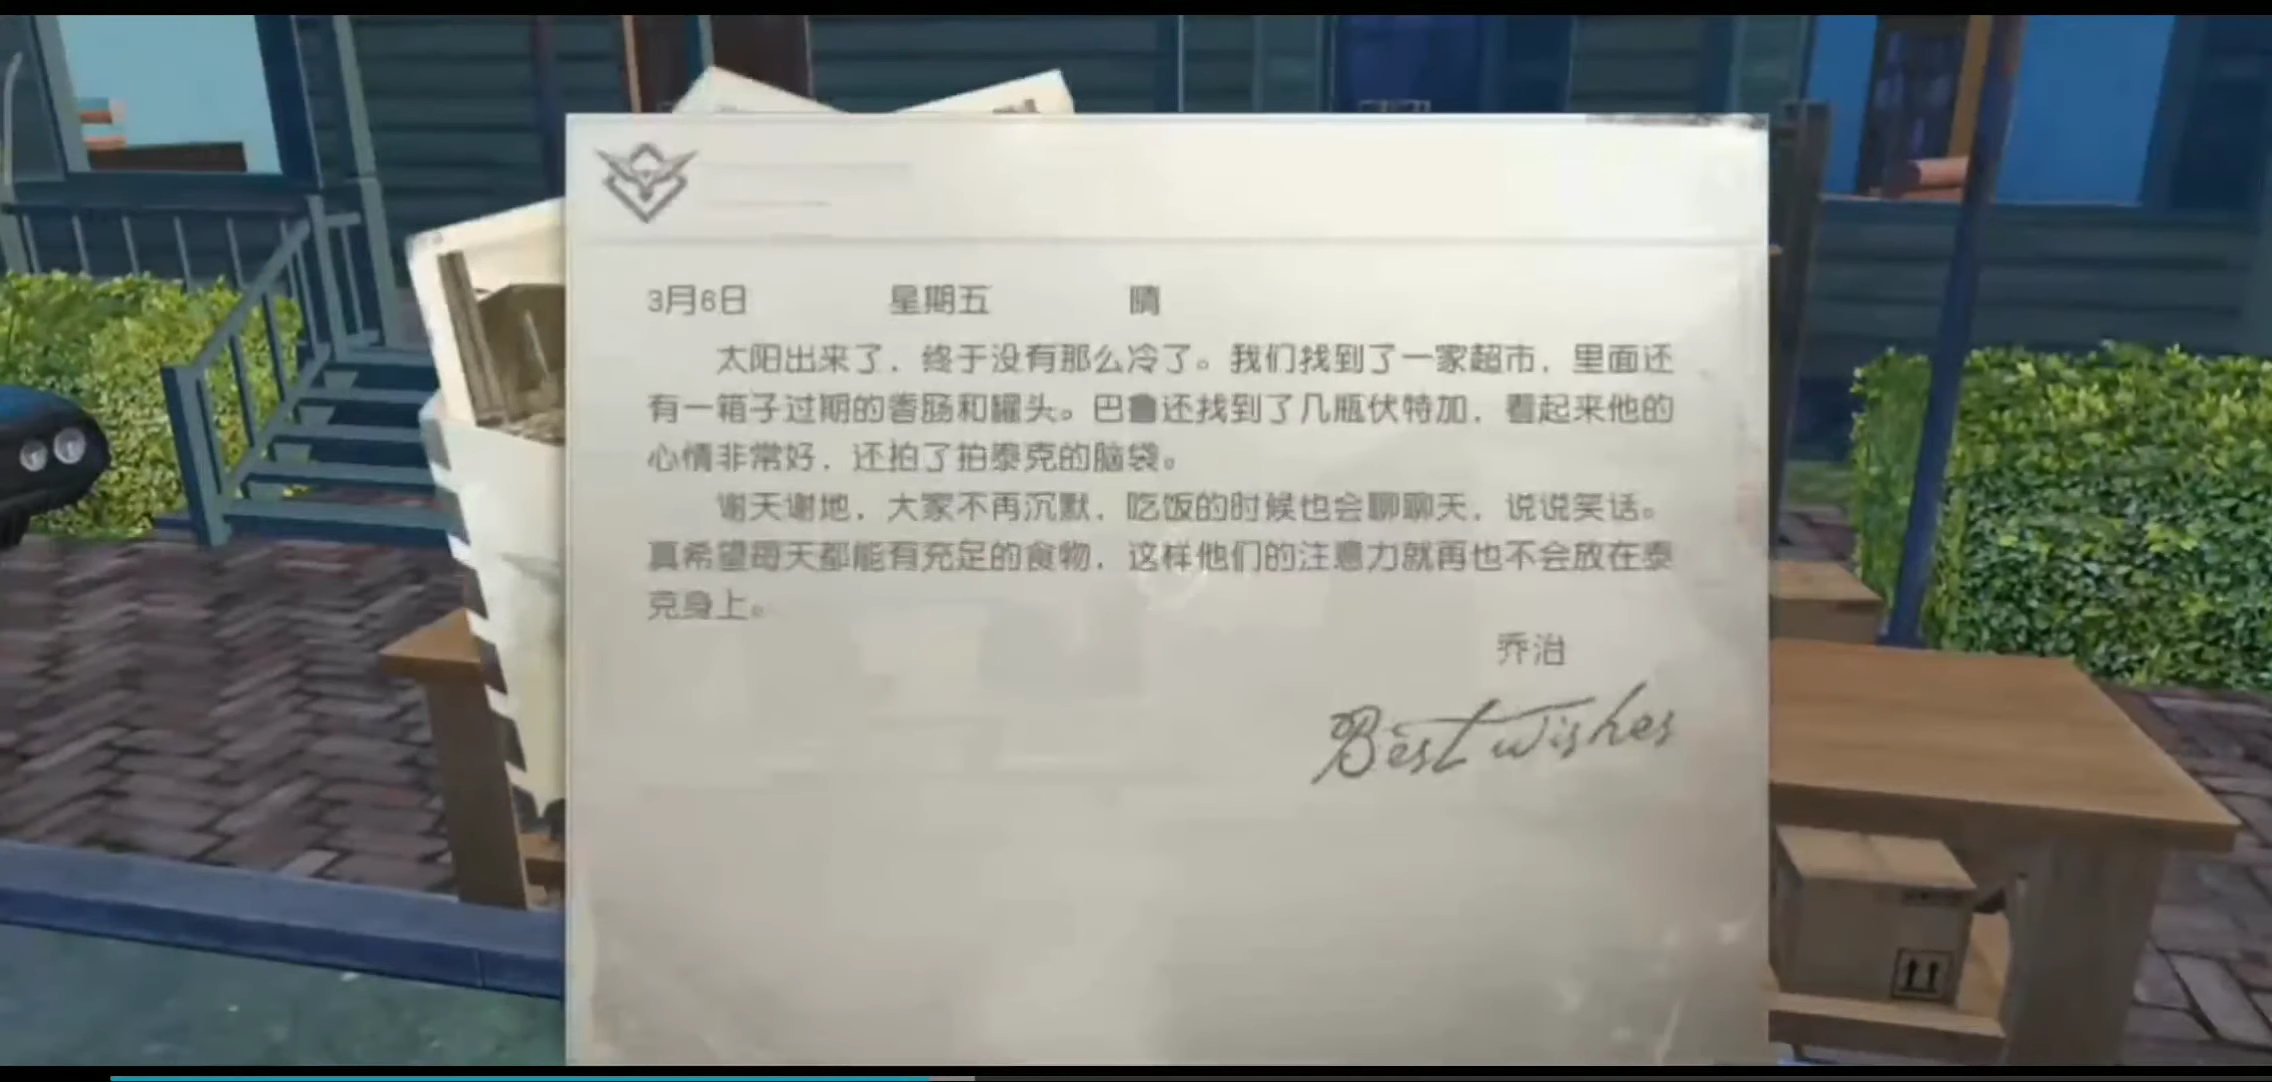 3月6日 星期五 晴
太阳出来了，终于没有那么冷了。我们找到了一家超市，里面还
有一箱子过期的香肠和罐头。巴鲁还找到了几瓶伏特加，看起来他的
心情非常好，还拍了拍泰克的脑袋。
谢天谢地，大家不再沉默，吃饭的时候也会聊聊天，说说笑话。
真希望每天都能有充足的食物，这样他们的注意力就再也不会放在泰
克身上。
乔治
Best wishes